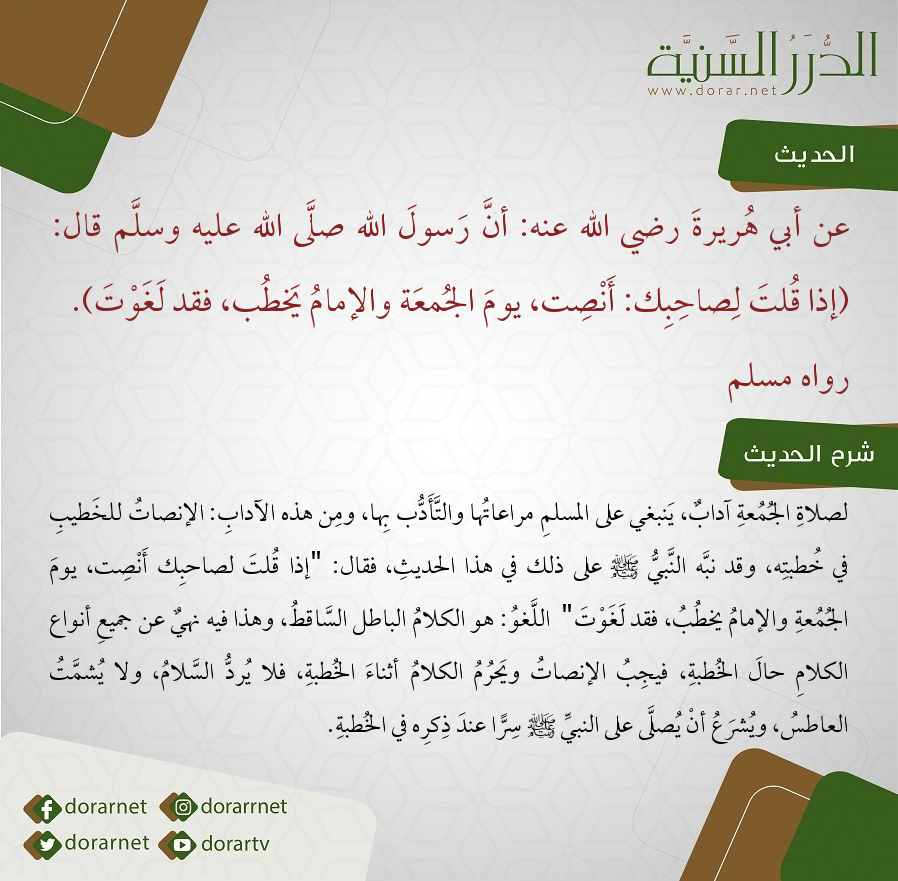 الدُّرَرُ السَّنِيَّة
www.dorar.net
الحديث
عن أبي هُريرةَ رضي الله عنه: أنَّ رَسولَ الله صلَّى الله عليه وسلَّم قال:
(إذا قُلتَ لِصاحِبِك: أَنْصِت، يومَ الجُمعَة والإمامُ يَخطُب، فقد لَغَوْتَ).
رواه مسلم
شرح الحديث
لصلاةِ الجُمُعةِ آدابٌ، يَنبغي على المسلمِ مراعاتُها والتَّأَدُّب بِها، ومِن هذه الآدابِ: الإنصاتُ للخَطيبِ
في خُطبتِه، وقد نبَّه النَّبيُّ ﷺ على ذلك في هذا الحديثِ، فقال: "إذا قُلتَ لصاحبِك أَنْصِت، يومَ
الجُمُعةِ والإمامُ يخطُبُ، فقد لَغَوْتَ" اللَّغوُ: هو الكلامُ الباطل السَّاقطُ، وهذا فيه نهيٌ عن جميعِ أنواع
الكلامِ حالَ الخُطبةِ، فيجِبُ الإنصاتُ ويَحرُمُ الكلامُ أثناءَ الخُطبةِ، فلا يُردُّ السَّلامُ، ولا يُشمَّتُ
العاطسُ، ويُشرَعُ أنْ يُصلَّى على النبيِّ ﷺ سِرًّا عندَ ذِكرِه في الخُطبةِ.
dorarnet dorarrnet
dorarnet dorartv